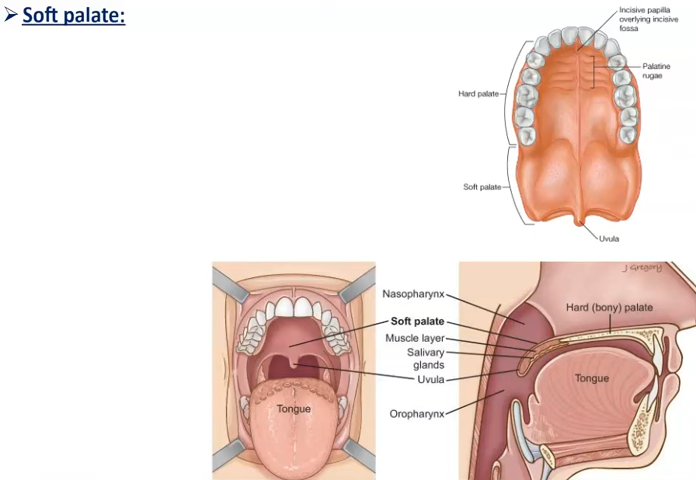 ➢ Soft palate:
Incisive papilla
overlying incisive
fossa
Palatine
rugae
Hard palate
Soft palate
Uvula
J Gregory
Nasopharynx
Hard (bony) palate
Soft palate
Muscle layer
Salivary
glands
Uvula
Tongue
Tongue
Oropharynx